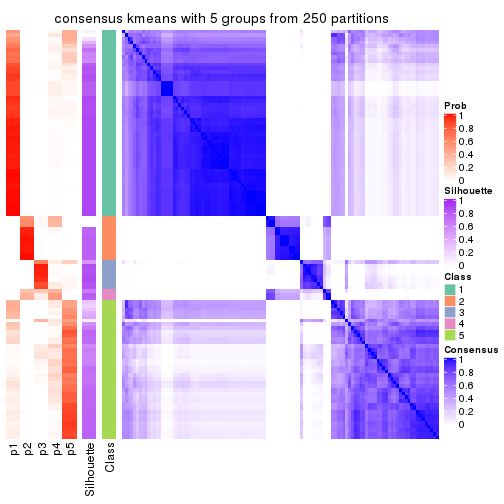 consensus kmeans with 5 groups from 250 partitions
Prob
1
0.8
0.6
0.4
0.2
0
Silhouette
1
0.8
0.6
0.4
0.2
0
Class
1
2
3
4
5
Consensus
1
0.8
0.6
0.4
0.2
0
p1
p2
p3
p4
p5
Silhouette
Class